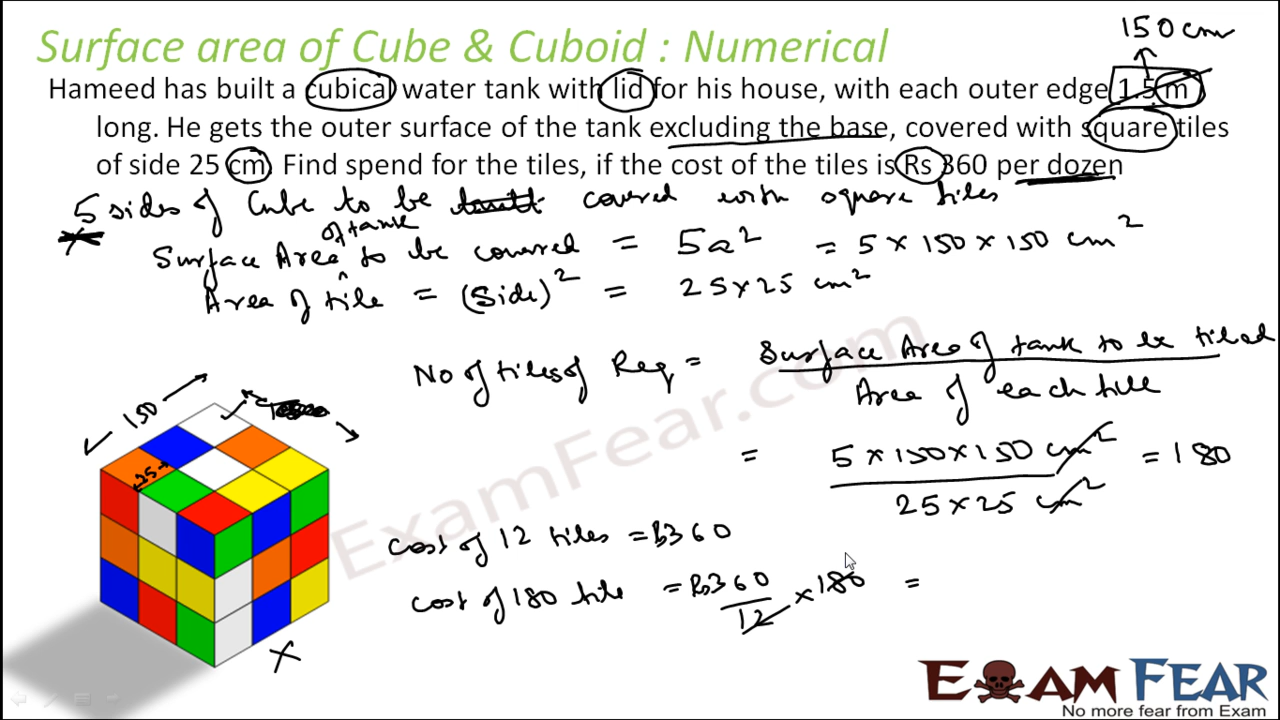 Surface area of Cube & Cuboid : Numerical
150 cm
Hameed has built a cubical water tank with lid for his house, with each outer edge 1.5 m
long. He gets the outer surface of the tank excluding the base, covered with square tiles
of side 25 cm. Find spend for the tiles, if the cost of the tiles is Rs 360 per dozen
5 sides of Cube to be covered with square tiles
of tank
Surface Area to be covered = 5a² = 5 × 150 × 150 cm²
Area of tile = (Side)² = 25 × 25 cm²
No of tiles of Req = Surface Area of tank to be tiled
Area of each tile
= 5 × 150 × 150 cm² = 180
25 × 25 cm²
150
25
cost of 12 tiles = Rs 360
cost of 180 tile = Rs 360 × 180 =
12
X
ExamFear.com
EXAM FEAR
No more fear from Exam